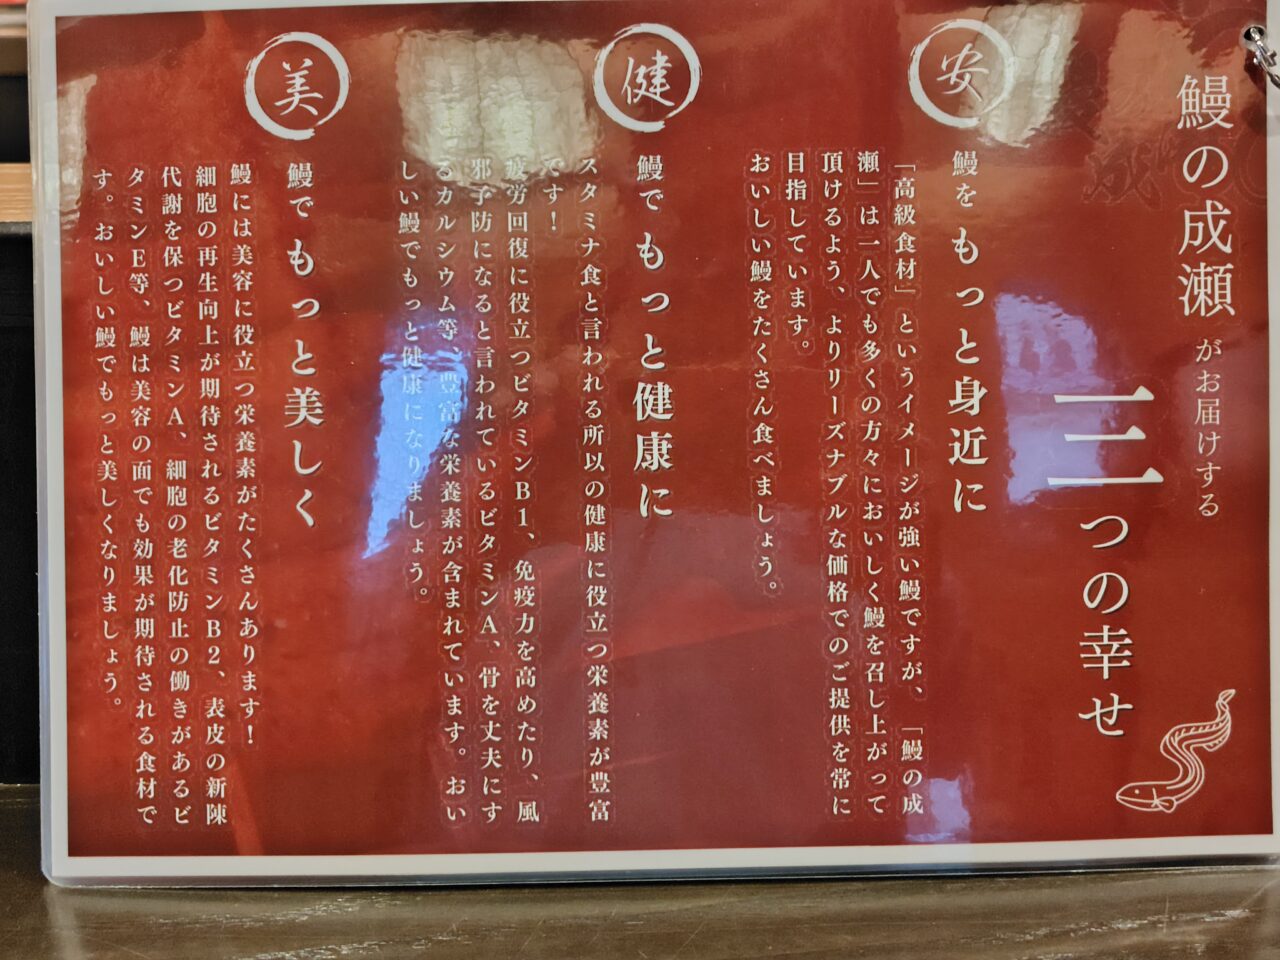 鰻の成瀬がお届けする
三つの幸せ
安
鰻をもっと身近に
「高級食材」というイメージが強い鰻ですが、「鰻の成
瀬」は一人でも多くの方々においしく鰻を召し上がって
頂けるよう、よりリーズナブルな価格でのご提供を常に
目指しています。
おいしい鰻をたくさん食べましょう。
健
鰻でもっと健康に
スタミナ食と言われる所以の健康に役立つ栄養素が豊富
です！
疲労回復に役立つビタミンB1、免疫力を高めたり、風
邪予防になると言われているビタミンA、骨を丈夫にす
るカルシウム等、豊富な栄養素が含まれています。おい
しい鰻でもっと健康になりましょう。
美
鰻でもっと美しく
鰻には美容に役立つ栄養素がたくさんあります！
細胞の再生向上が期待されるビタミンB2、表皮の新陳
代謝を保つビタミンA、細胞の老化防止の働きがあるビ
タミンE等、鰻は美容の面でも効果が期待される食材で
す。おいしい鰻でもっと美しくなりましょう。